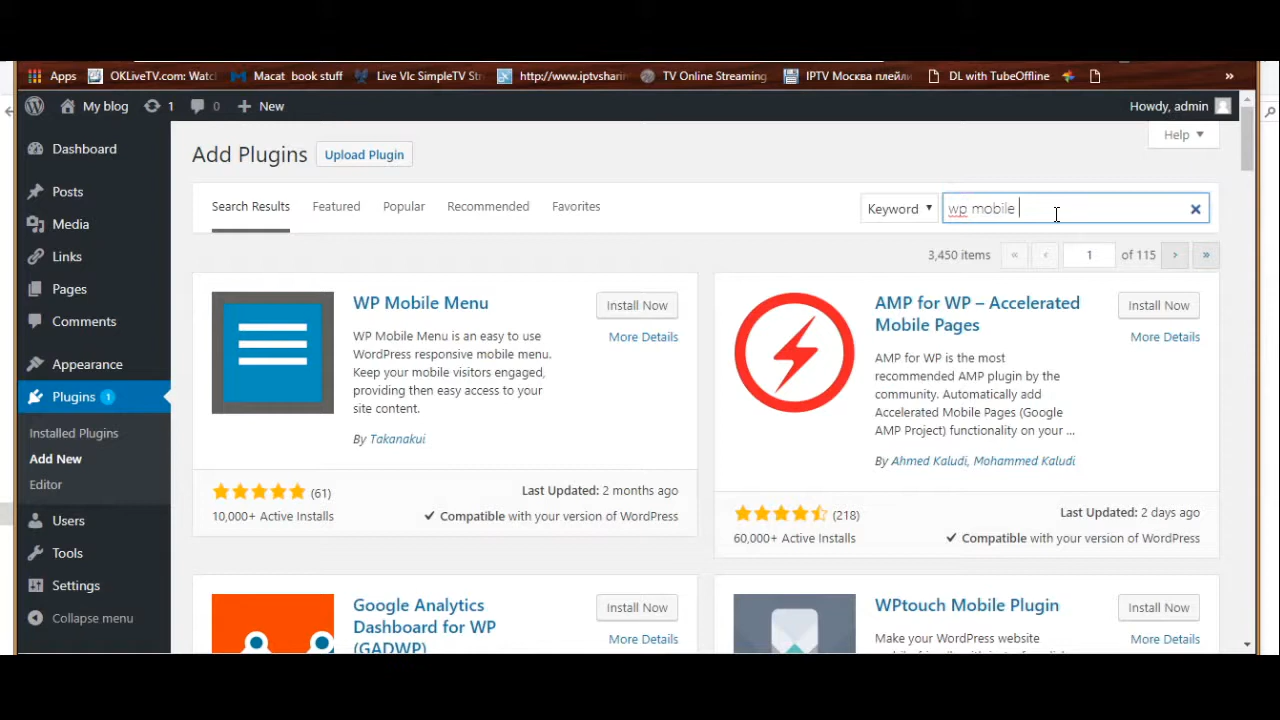 Apps OKLiveTV.com: Watc Macat book stuff Live Vlc SimpleTV St http://www.iptvsharin TV Online Streaming IPTV Москва плейли DL with TubeOffline »
My blog 1 0 New Howdy, admin
Help
Dashboard
Posts
Media
Links
Pages
Comments
Appearance
Plugins 1
Installed Plugins
Add New
Editor
Users
Tools
Settings
Collapse menu
Add Plugins Upload Plugin
Search Results Featured Popular Recommended Favorites Keyword wp mobile
3,450 items « ‹ 1 of 115 › »
WP Mobile Menu
Install Now
More Details
WP Mobile Menu is an easy to use
WordPress responsive mobile menu.
Keep your mobile visitors engaged,
providing then easy access to your
site content.
By Takanakui
(61)
Last Updated: 2 months ago
10,000+ Active Installs
Compatible with your version of WordPress
AMP for WP – Accelerated
Mobile Pages
Install Now
More Details
AMP for WP is the most
recommended AMP plugin by the
community. Automatically add
Accelerated Mobile Pages (Google
AMP Project) functionality on your ...
By Ahmed Kaludi, Mohammed Kaludi
(218)
Last Updated: 2 days ago
60,000+ Active Installs
Compatible with your version of WordPress
Google Analytics
Dashboard for WP
(GADWP)
Install Now
More Details
WPtouch Mobile Plugin
Install Now
More Details
Make your WordPress website